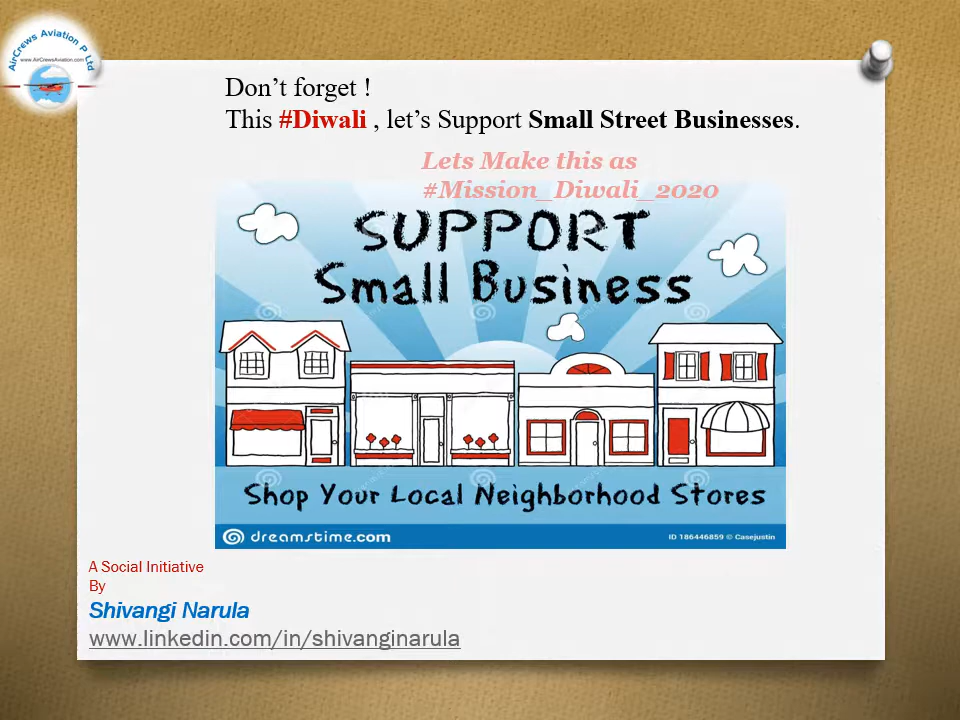 AirCrews Aviation P Ltd
www.AirCrewsAviation.com
Don’t forget !
This #Diwali , let’s Support Small Street Businesses.
Lets Make this as
#Mission_Diwali_2020
SUPPORT
Small Business
Shop Your Local Neighborhood Stores
dreamstime.com
ID 186446859 © Casejustin
A Social Initiative
By
Shivangi Narula
www.linkedin.com/in/shivanginarula